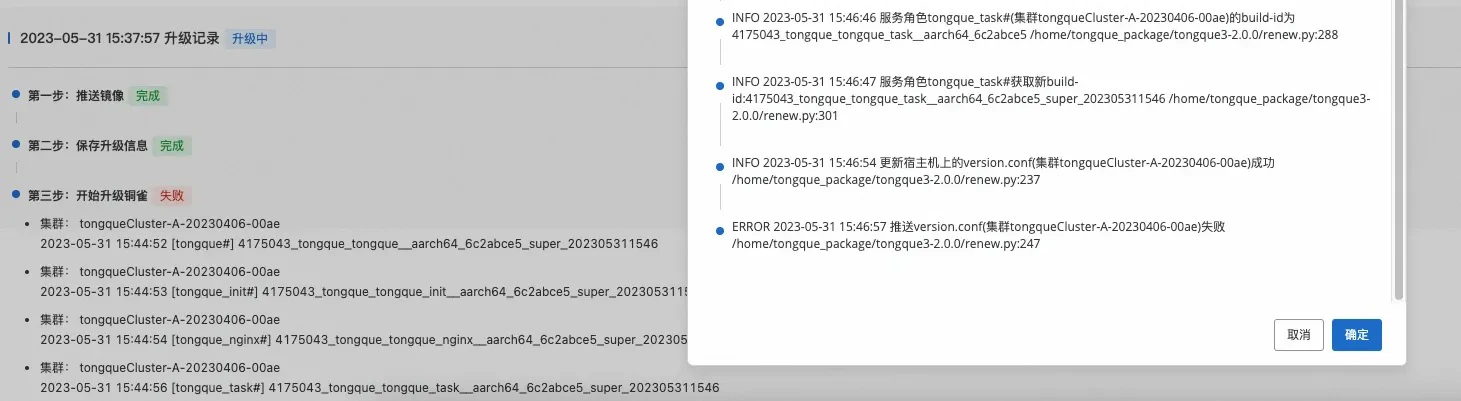 2023-05-31 15:37:57 升级记录 升级中
第一步：推送镜像 完成
第二步：保存升级信息 完成
第三步：开始升级铜雀 失败
集群： tongqueCluster-A-20230406-00ae
2023-05-31 15:44:52 [tongque#] 4175043_tongque_tongque__aarch64_6c2abce5_super_202305311546
集群： tongqueCluster-A-20230406-00ae
2023-05-31 15:44:53 [tongque_init#] 4175043_tongque_tongque_init__aarch64_6c2abce5_super_2023053115
集群： tongqueCluster-A-20230406-00ae
2023-05-31 15:44:54 [tongque_nginx#] 4175043_tongque_tongque_nginx__aarch64_6c2abce5_super_202305
集群： tongqueCluster-A-20230406-00ae
2023-05-31 15:44:56 [tongque_task#] 4175043_tongque_tongque_task__aarch64_6c2abce5_super_202305311546
INFO 2023-05-31 15:46:46 服务角色tongque_task#(集群tongqueCluster-A-20230406-00ae)的build-id为
4175043_tongque_tongque_task__aarch64_6c2abce5 /home/tongque_package/tongque3-2.0.0/renew.py:288
INFO 2023-05-31 15:46:47 服务角色tongque_task#获取新build-
id:4175043_tongque_tongque_task__aarch64_6c2abce5_super_202305311546 /home/tongque_package/tongque3-
2.0.0/renew.py:301
INFO 2023-05-31 15:46:54 更新宿主机上的version.conf(集群tongqueCluster-A-20230406-00ae)成功
/home/tongque_package/tongque3-2.0.0/renew.py:237
ERROR 2023-05-31 15:46:57 推送version.conf(集群tongqueCluster-A-20230406-00ae)失败
/home/tongque_package/tongque3-2.0.0/renew.py:247
取消 确定